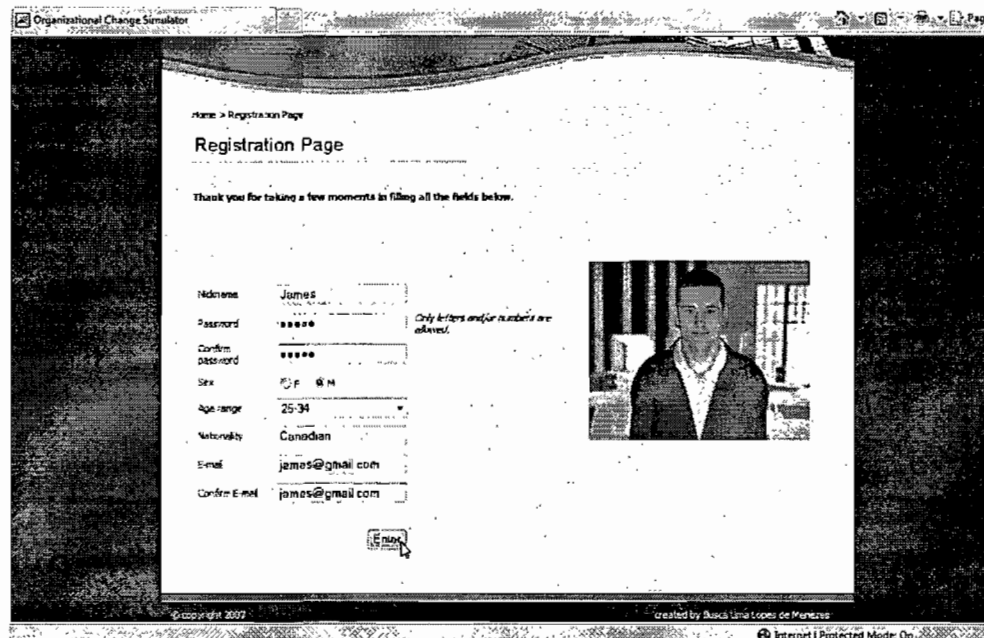 Organizational Change Simulator
Page
Home > Registration Page
Registration Page
Thank you for taking a few moments in filling all the fields below.
Nickname James
Password ••••• Only letters and/or numbers are allowed.
Confirm password •••••
Sex F M
Age range 25-34
Nationality Canadian
E-mail james@gmail.com
Confirm E-mail james@gmail.com
Enter
© copyright 2007 created by Lima Lopes de Menezes
Internet | Protected Mode: On